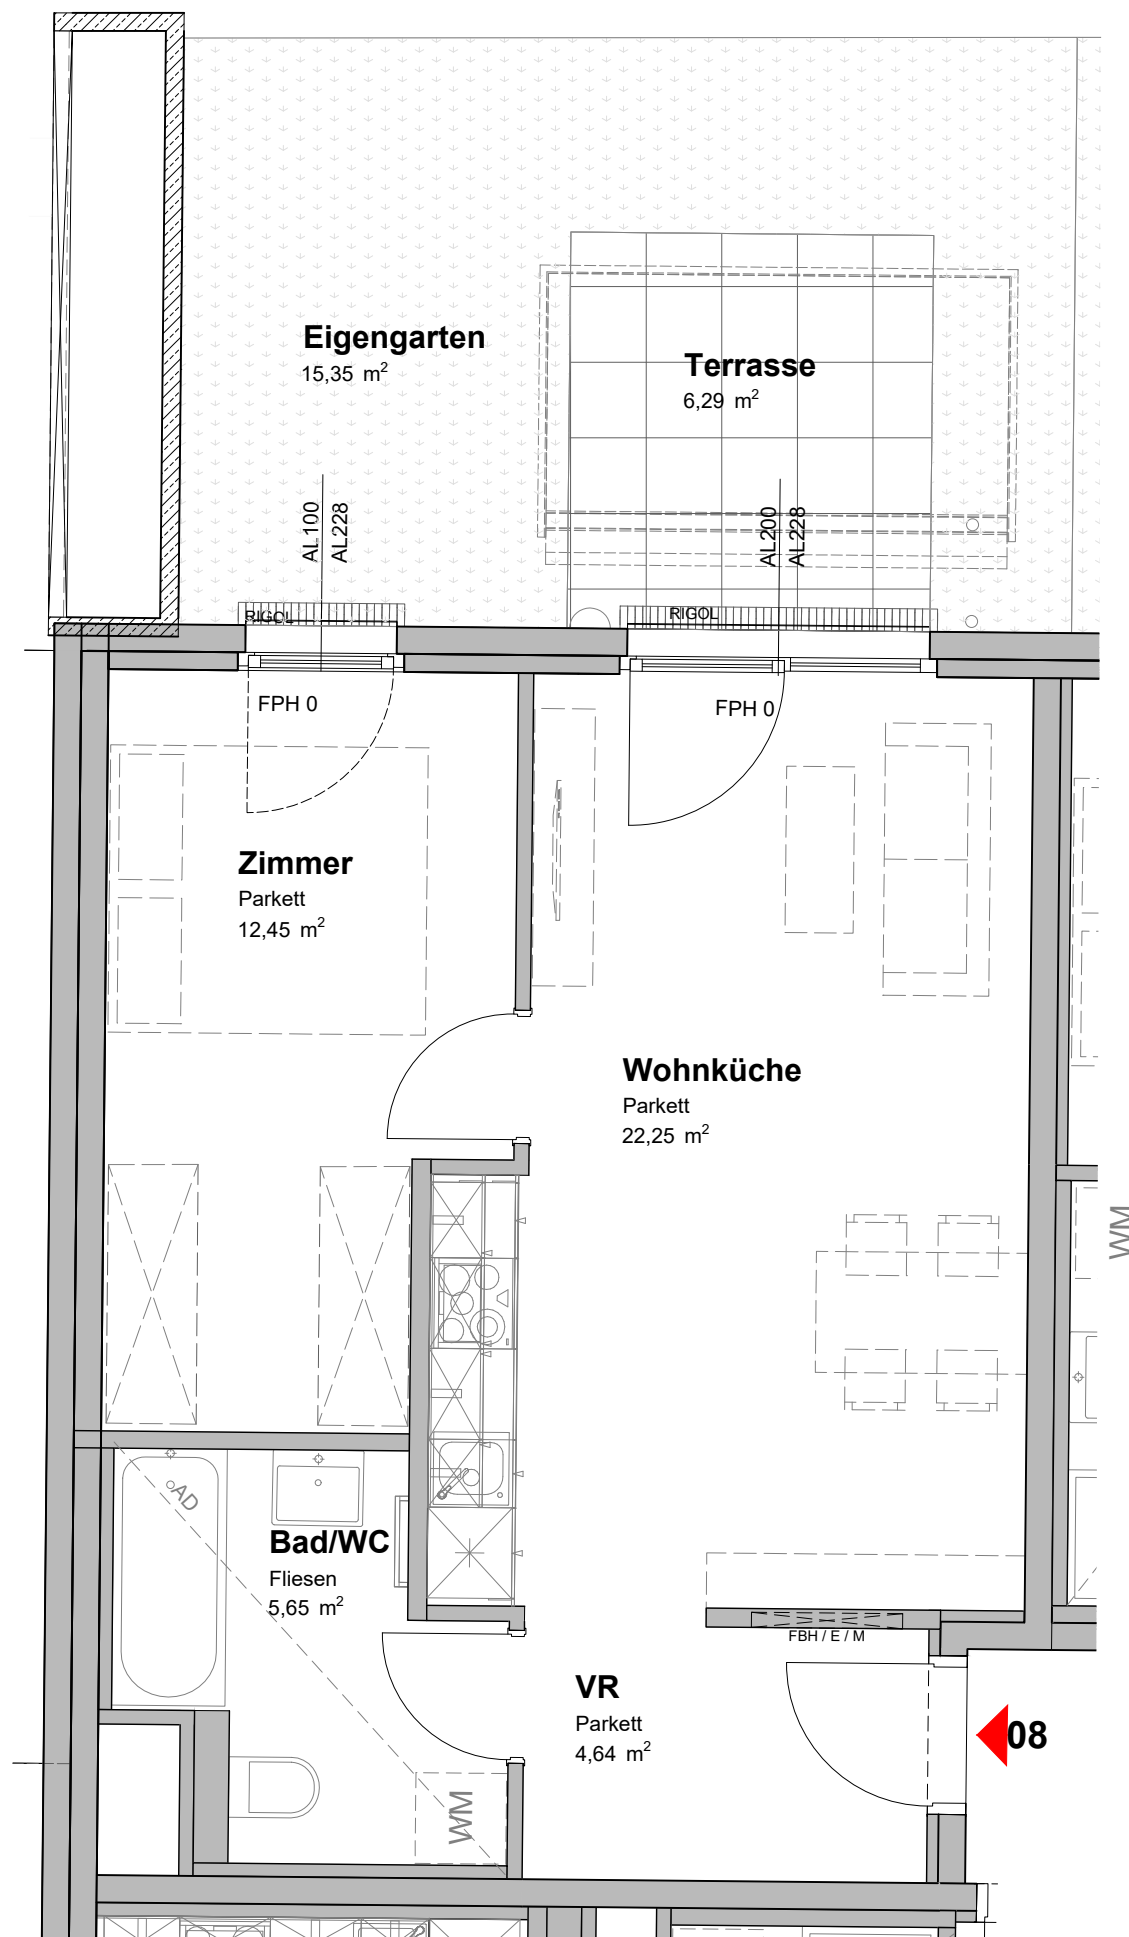 Eigengarten
15,35 m²
Terrasse
6,29 m²
AL100
AL228
AL200
AL228
RIGOL
RIGOL
FPH 0
FPH 0
Zimmer
Parkett
12,45 m²
Wohnküche
Parkett
22,25 m²
WM
AD
Bad/WC
Fliesen
5,65 m²
FBH / E / M
VR
Parkett
4,64 m²
08
WM